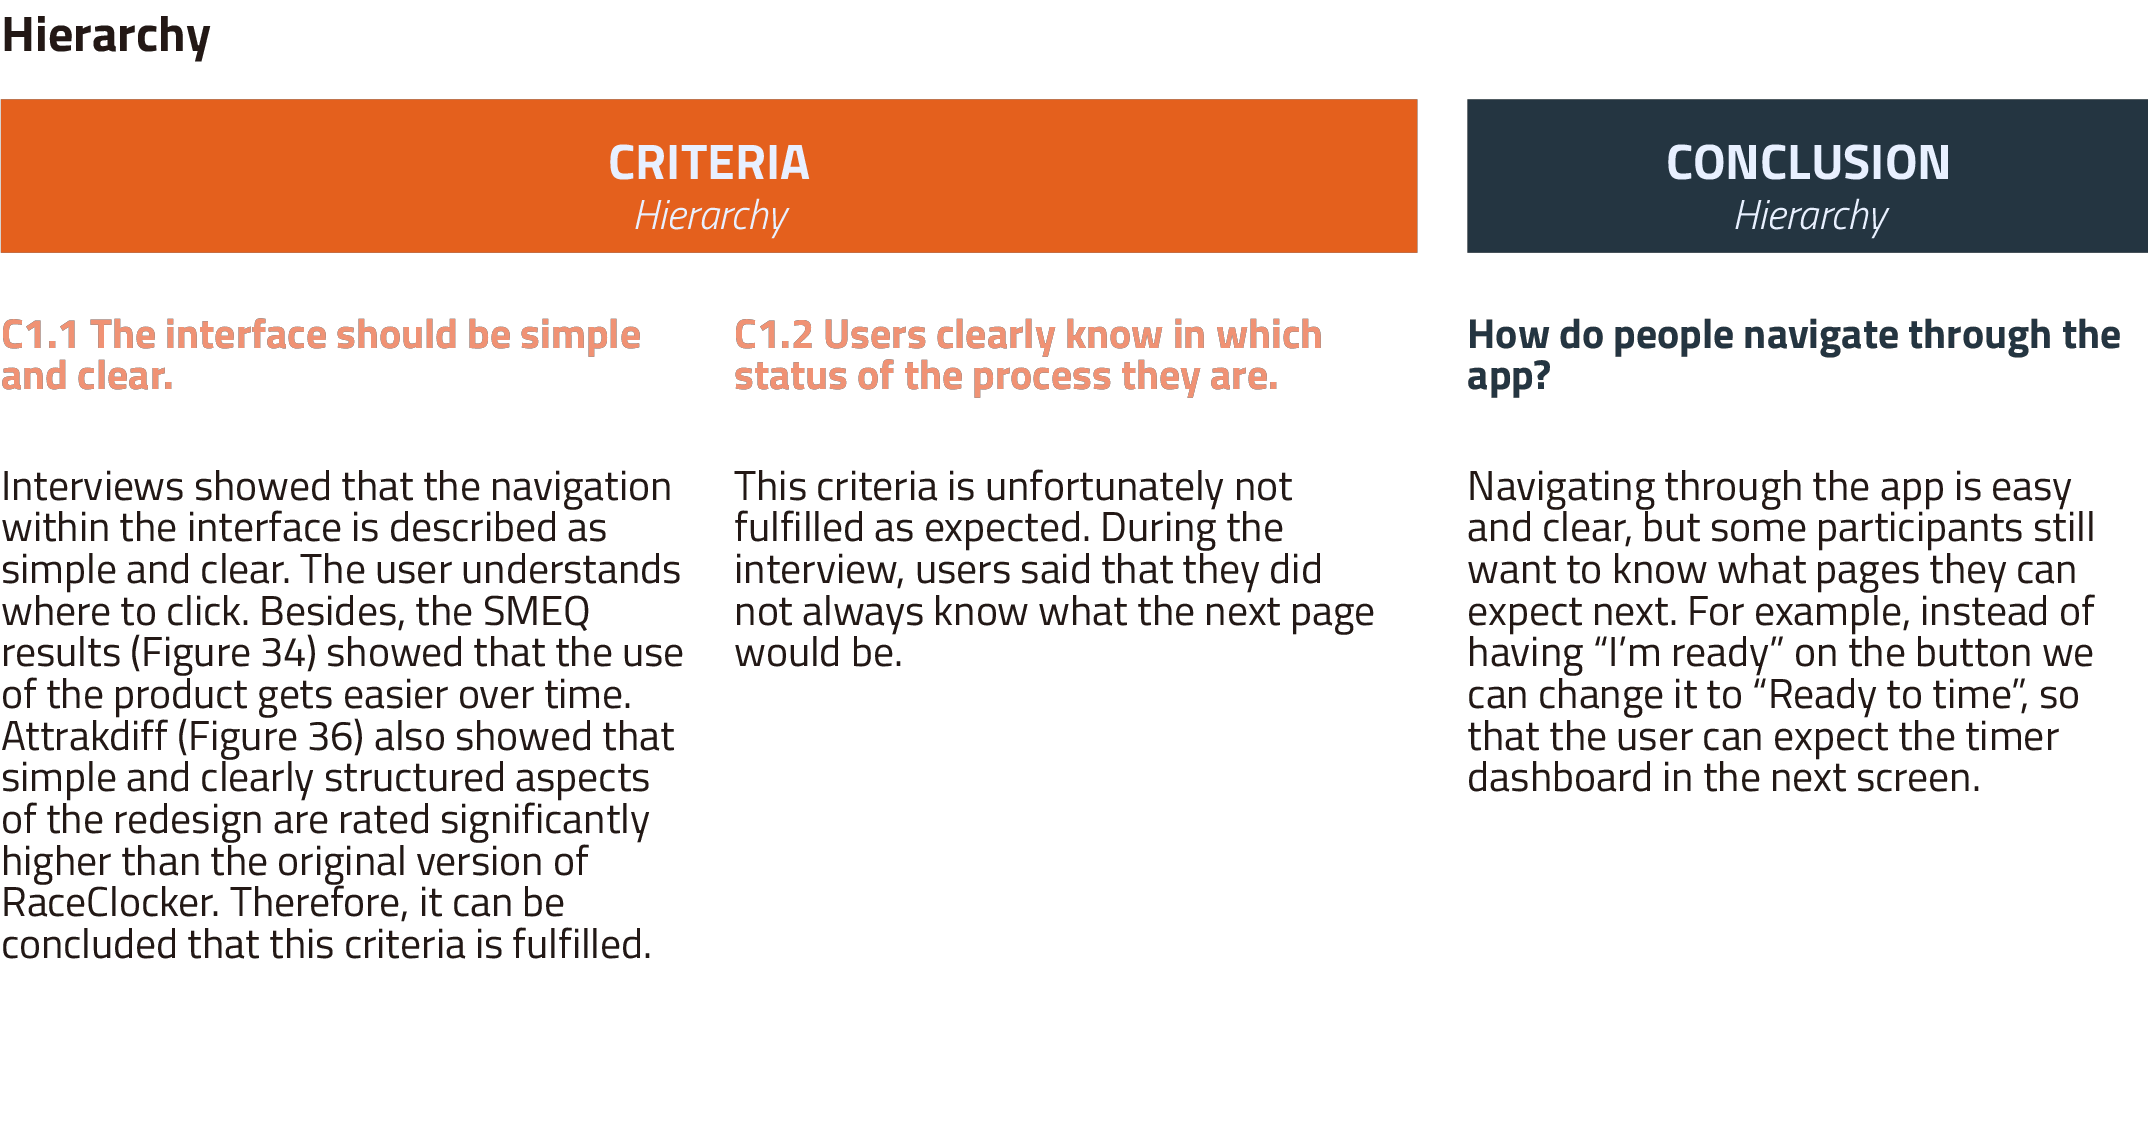 Hierarchy
CRITERIA
Hierarchy
CONCLUSION
Hierarchy
C1.1 The interface should be simple
and clear.
Interviews showed that the navigation
within the interface is described as
simple and clear. The user understands
where to click. Besides, the SMEQ
results (Figure 34) showed that the use
of the product gets easier over time.
Attrakdiff (Figure 36) also showed that
simple and clearly structured aspects
of the redesign are rated significantly
higher than the original version of
RaceClocker. Therefore, it can be
concluded that this criteria is fulfilled.
C1.2 Users clearly know in which
status of the process they are.
This criteria is unfortunately not
fulfilled as expected. During the
interview, users said that they did
not always know what the next page
would be.
How do people navigate through the
app?
Navigating through the app is easy
and clear, but some participants still
want to know what pages they can
expect next. For example, instead of
having “I’m ready” on the button we
can change it to “Ready to time”, so
that the user can expect the timer
dashboard in the next screen.